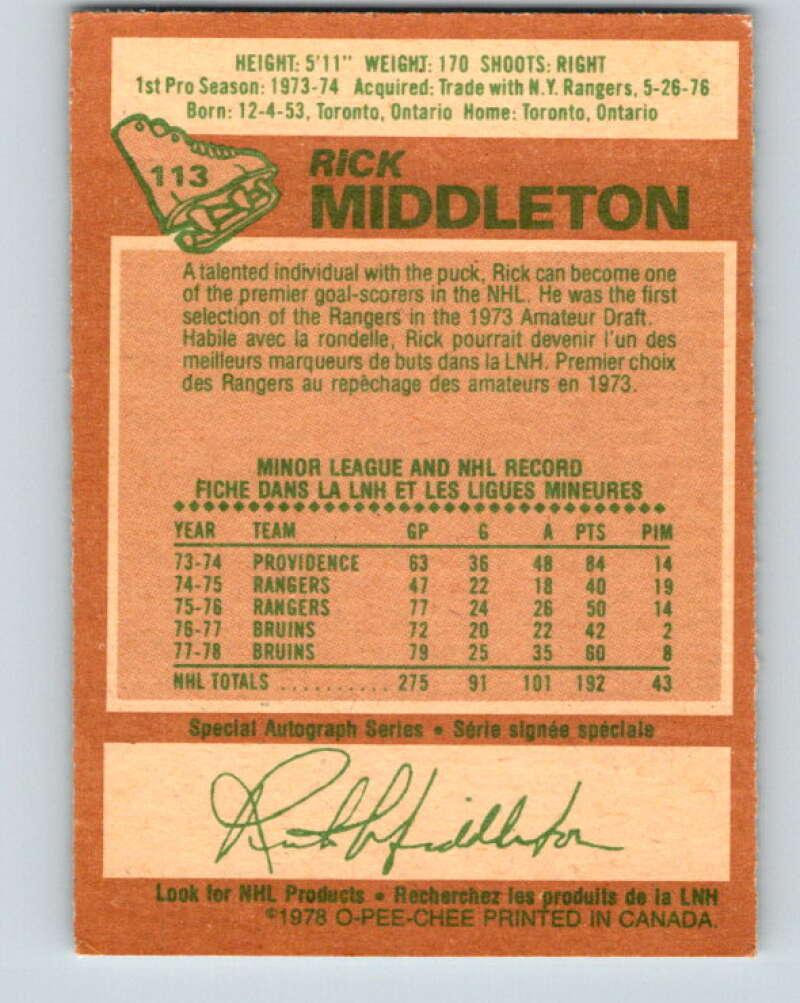 HEIGHT: 5'11" WEIGHT: 170 SHOOTS: RIGHT
1st Pro Season: 1973-74 Acquired: Trade with N.Y. Rangers, 5-26-76
Born: 12-4-53, Toronto, Ontario Home: Toronto, Ontario
113
RICK
MIDDLETON
A talented individual with the puck, Rick can become one
of the premier goal-scorers in the NHL. He was the first
selection of the Rangers in the 1973 Amateur Draft.
Habile avec la rondelle, Rick pourrait devenir l'un des
meilleurs marqueurs de buts dans la LNH. Premier choix
des Rangers au repêchage des amateurs en 1973.
MINOR LEAGUE AND NHL RECORD
FICHE DANS LA LNH ET LES LIGUES MINEURES
YEAR TEAM GP G A PTS PIM
73-74 PROVIDENCE 63 36 48 84 14
74-75 RANGERS 47 22 18 40 19
75-76 RANGERS 77 24 26 50 14
76-77 BRUINS 72 20 22 42 2
77-78 BRUINS 79 25 35 60 8
NHL TOTALS .......... 275 91 101 192 43
Special Autograph Series • Série signée spéciale
Rick Middleton
Look for NHL Products • Recherchez les produits de la LNH
©1978 O-PEE-CHEE PRINTED IN CANADA.